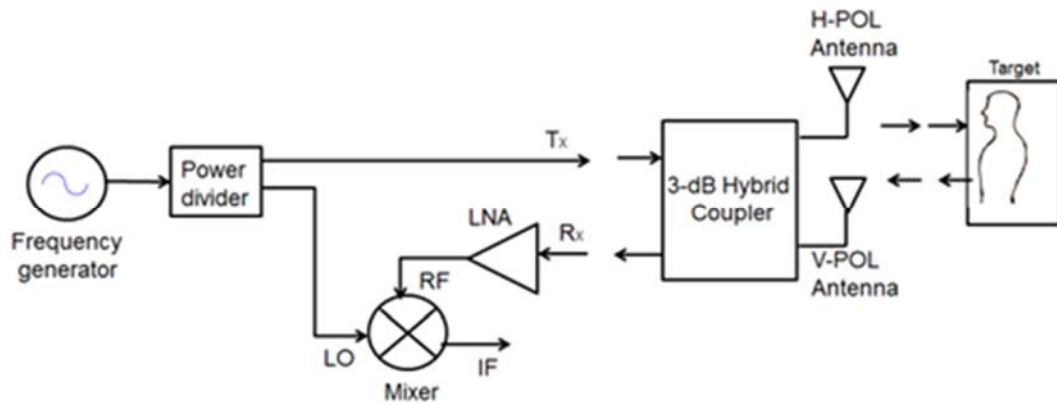 H-POL
Antenna
Target
Tx
Power
divider
3-dB Hybrid
Coupler
LNA
Rx
Frequency
generator
RF
V-POL
Antenna
LO
IF
Mixer